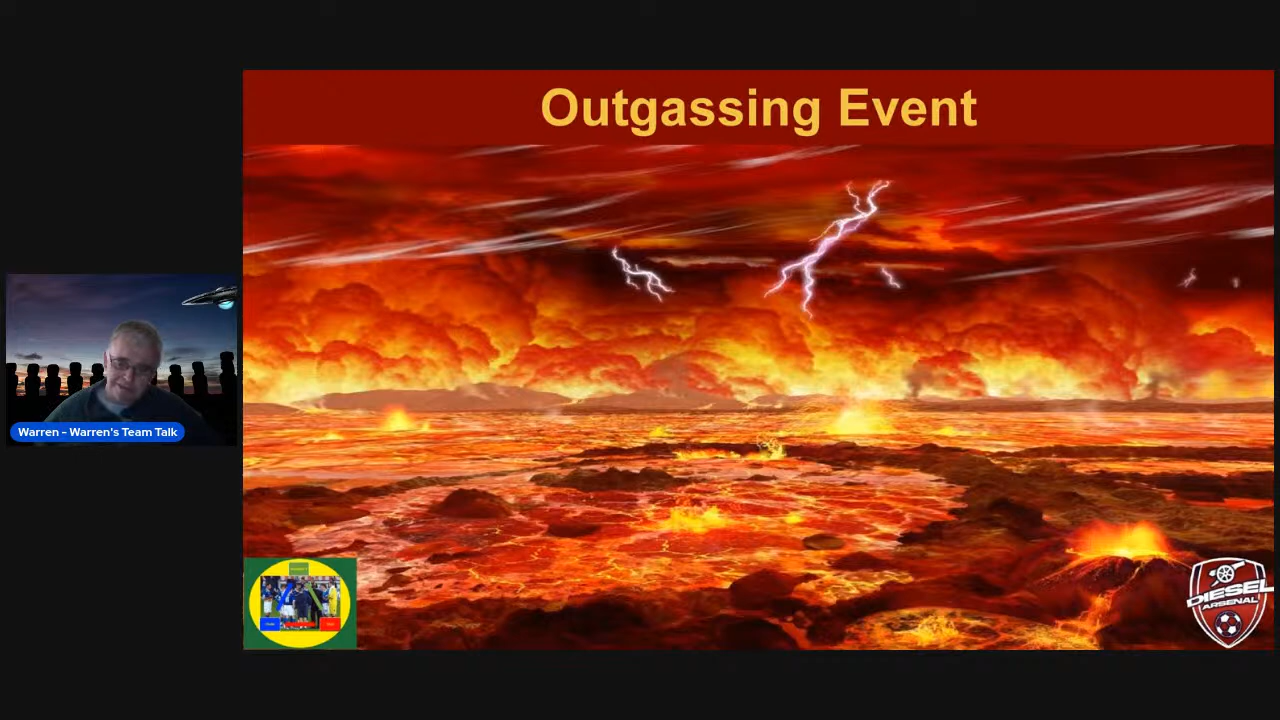 Outgassing Event
Warren – Warren's Team Talk
DIESEL
ARSENAL